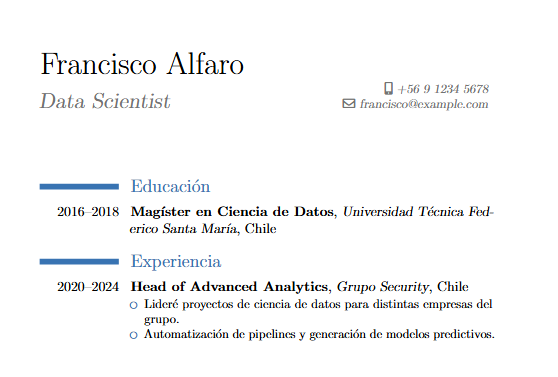 Francisco Alfaro
Data Scientist
+56 9 1234 5678
francisco@example.com
Educación
2016–2018 Magíster en Ciencia de Datos, Universidad Técnica Fed-
erico Santa María, Chile
Experiencia
2020–2024 Head of Advanced Analytics, Grupo Security, Chile
Lideré proyectos de ciencia de datos para distintas empresas del
grupo.
Automatización de pipelines y generación de modelos predictivos.